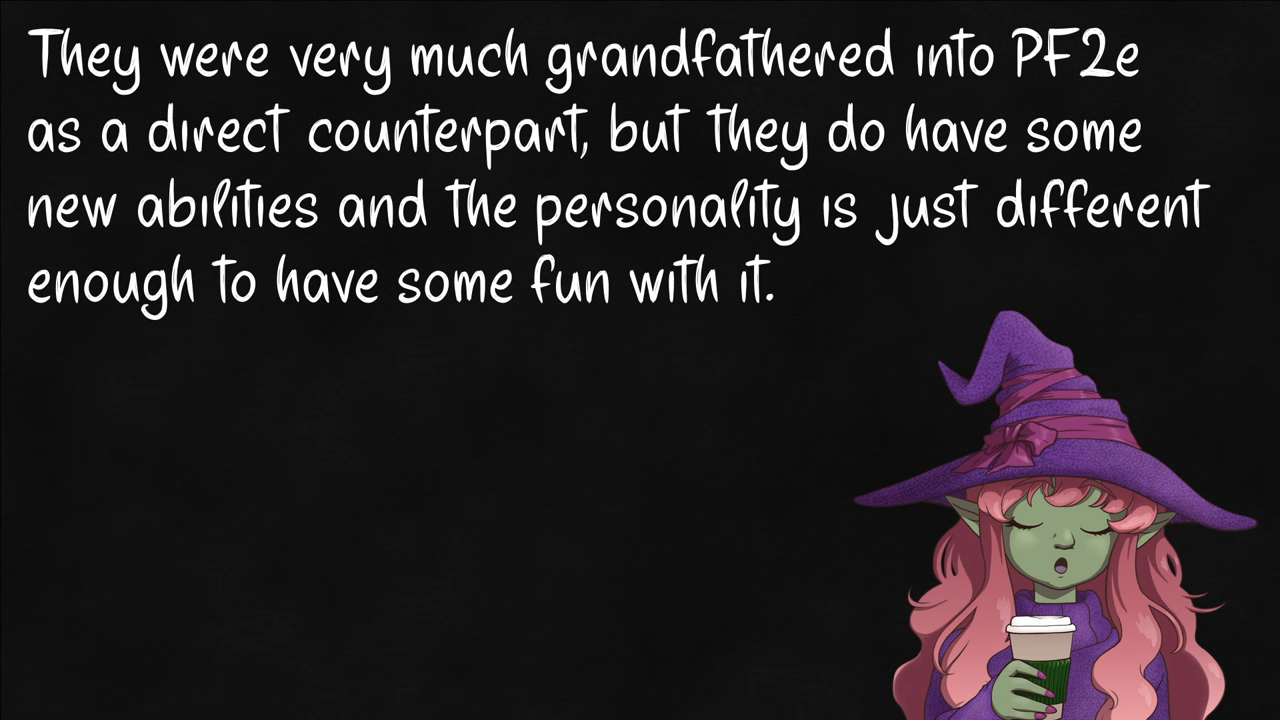 They were very much grandfathered into PF2e
as a direct counterpart, but they do have some
new abilities and the personality is just different
enough to have some fun with it.